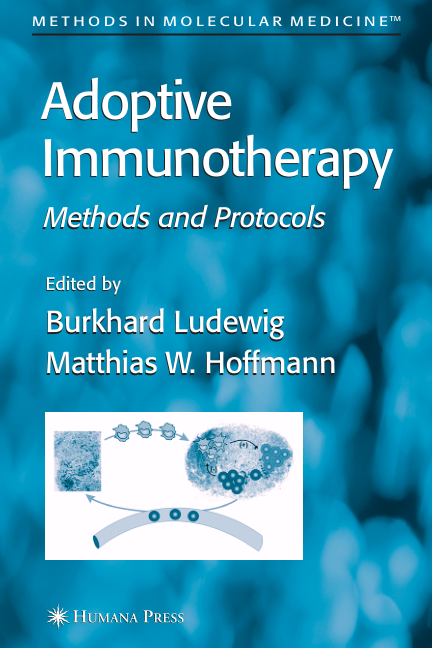 METHODS IN MOLECULAR MEDICINE™
Adoptive
Immunotherapy
Methods and Protocols
Edited by
Burkhard Ludewig
Matthias W. Hoffmann
HUMANA PRESS